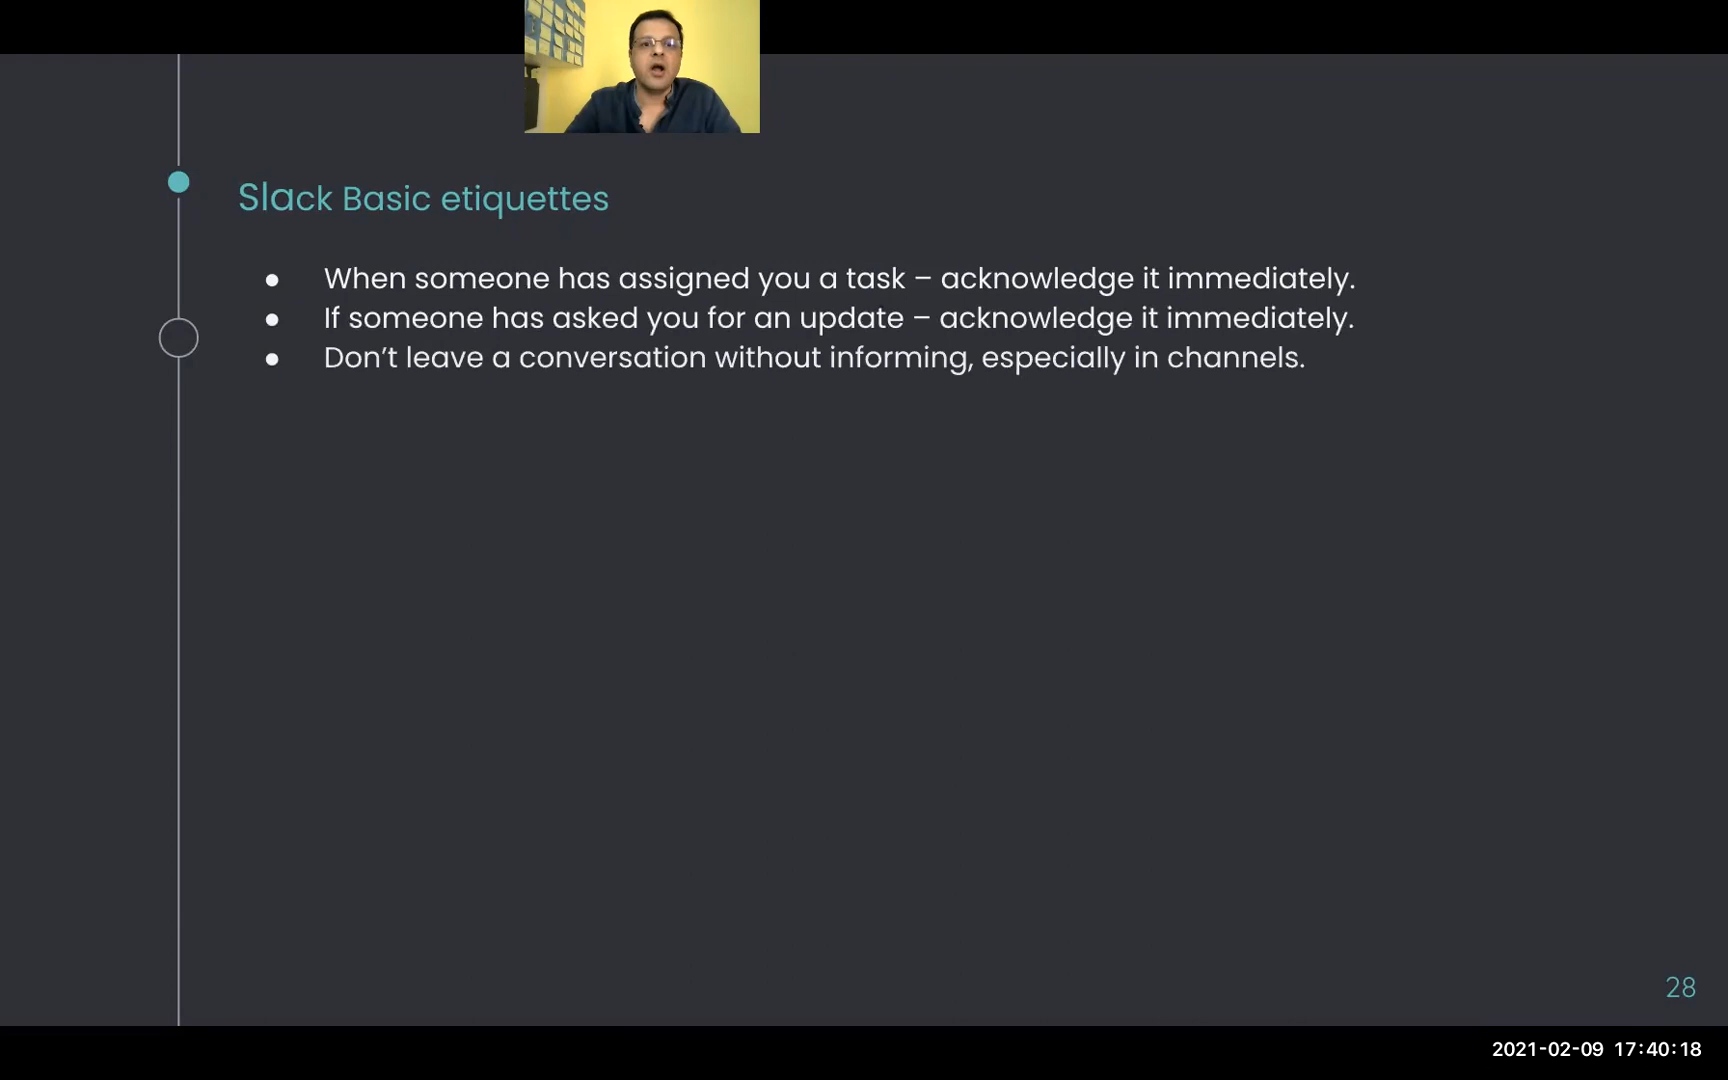 Slack Basic etiquettes
● When someone has assigned you a task – acknowledge it immediately.
● If someone has asked you for an update – acknowledge it immediately.
● Don’t leave a conversation without informing, especially in channels.
28
2021-02-09 17:40:18